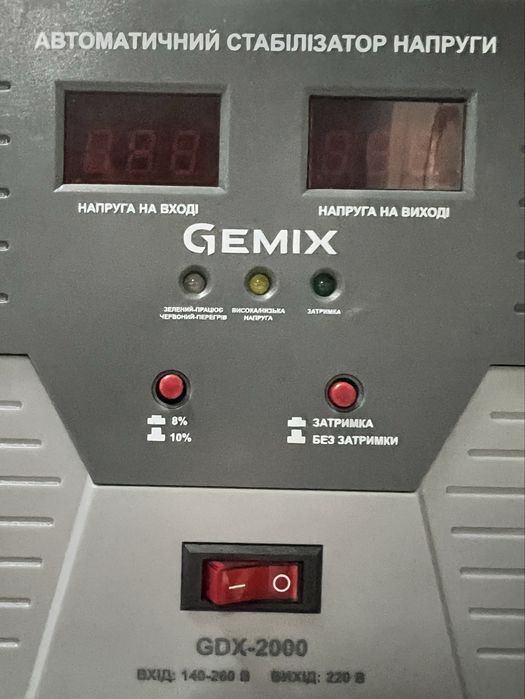 АВТОМАТИЧНИЙ СТАБІЛІЗАТОР НАПРУГИ
НАПРУГА НА ВХОДІ
НАПРУГА НА ВИХОДІ
GEMIX
ЗЕЛЕНИЙ-ПРАЦЮЄ
ЧЕРВОНИЙ-ПЕРЕГРІВ
ВИСОКА/НИЗЬКА
НАПРУГА
ЗАТРИМКА
8%
10%
ЗАТРИМКА
БЕЗ ЗАТРИМКИ
GDX-2000
ВХІД: 140-260 В ВИХІД: 220 В